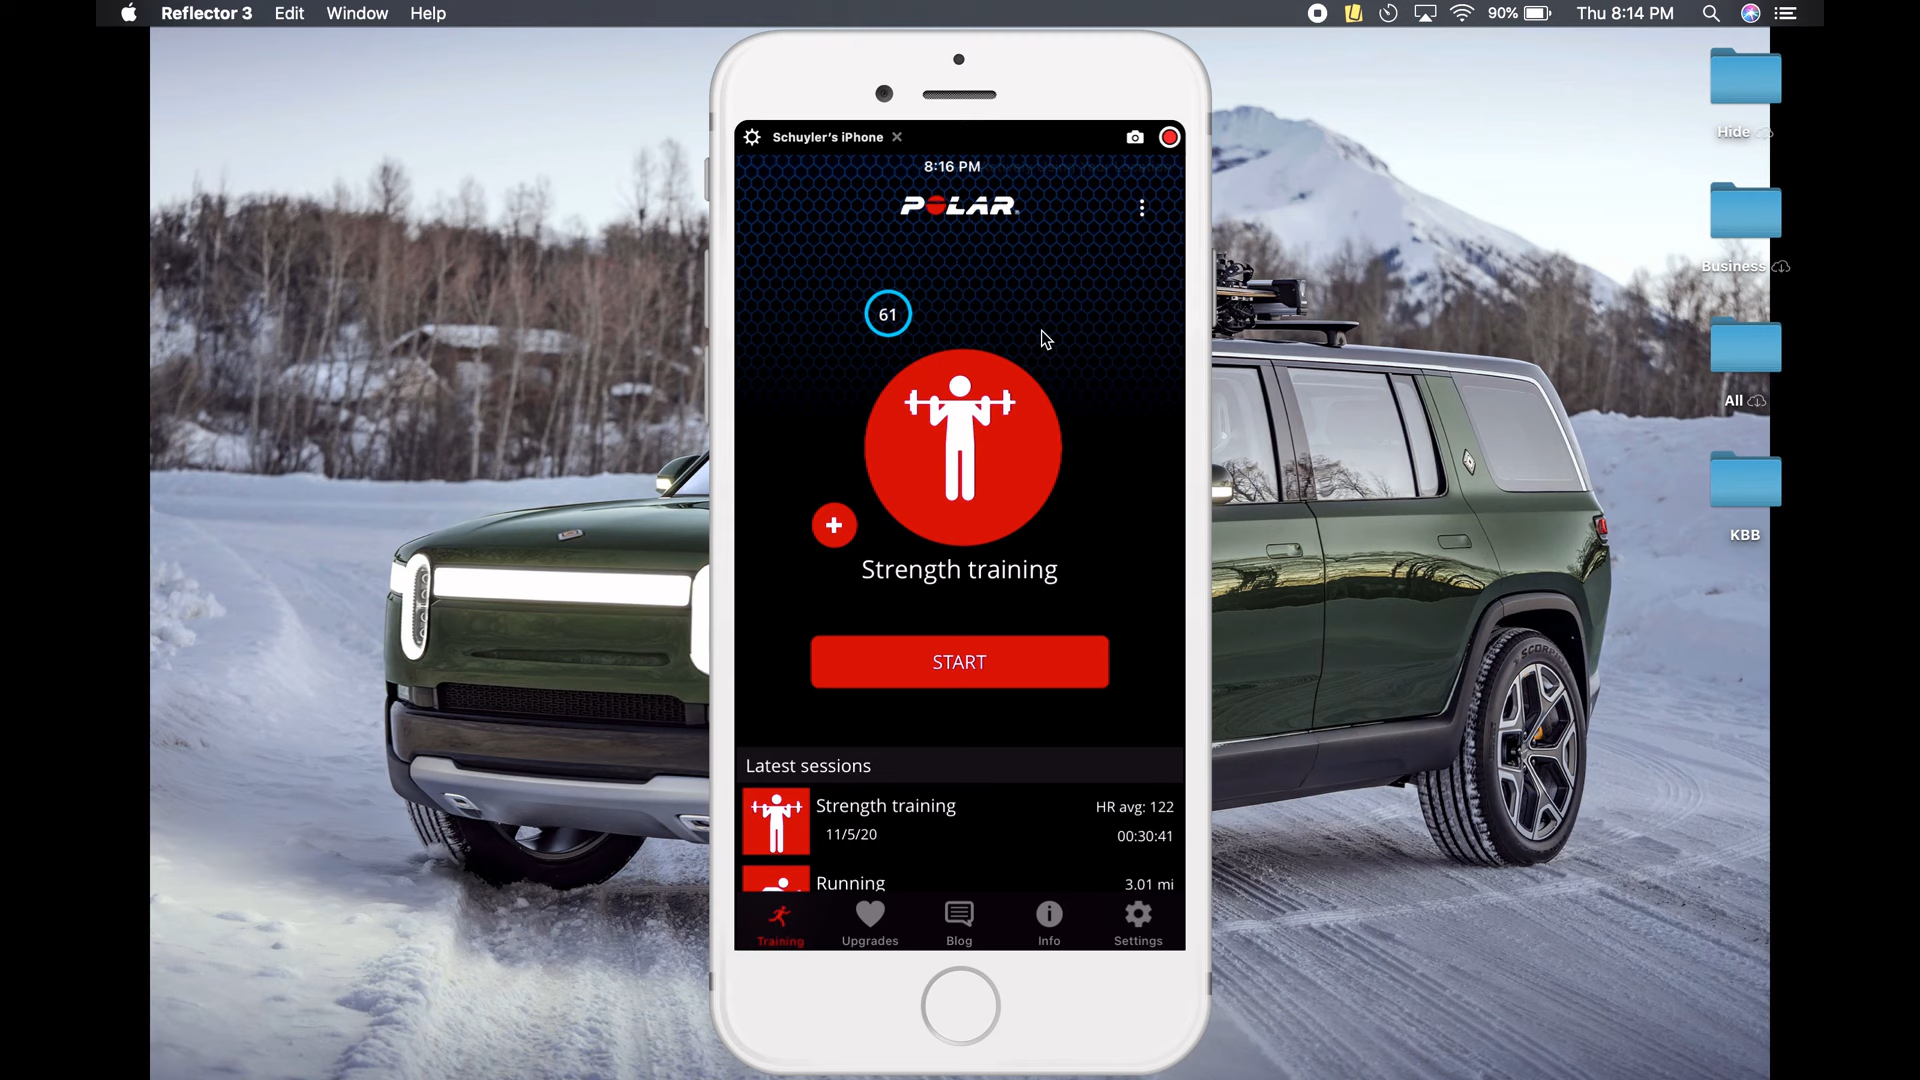 Reflector 3 Edit Window Help 90% Thu 8:14 PM
Schuyler's iPhone
8:16 PM
POLAR
61
Strength training
START
Latest sessions
Strength training HR avg: 122
11/5/20 00:30:41
Running 3.01 mi
Training Upgrades Blog Info Settings
Hide
Business
All
KBB
SCORPION